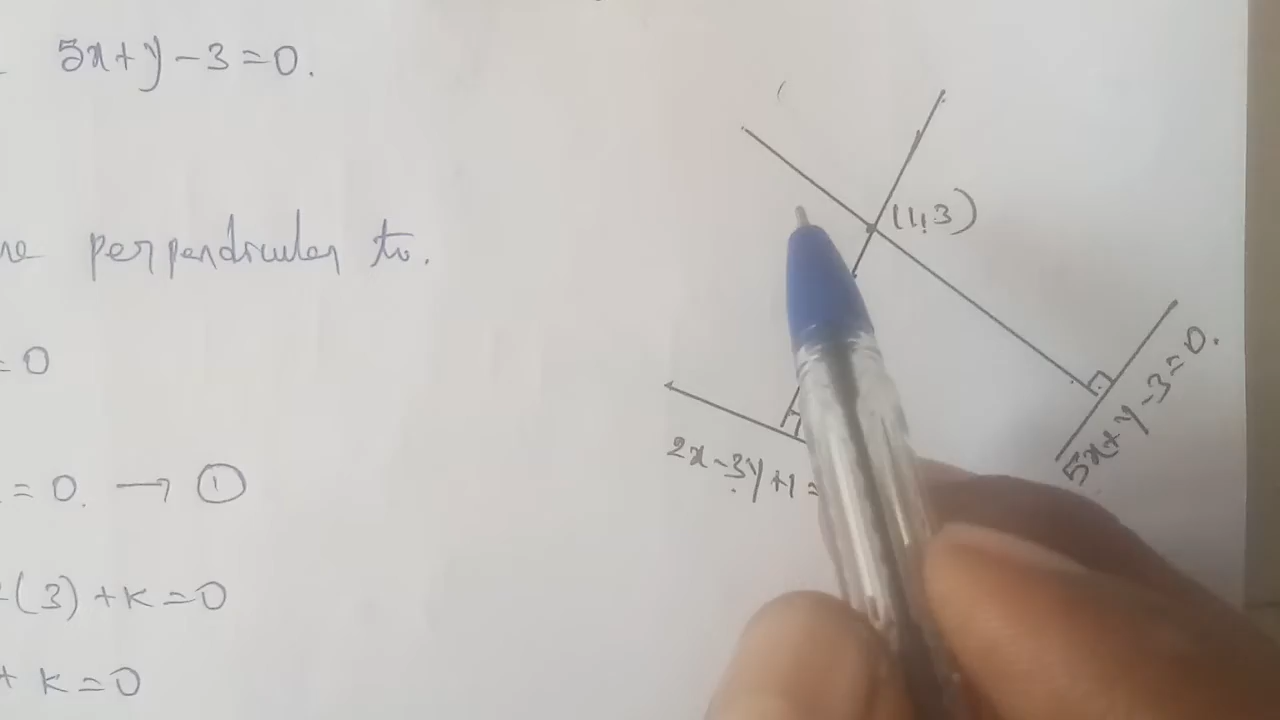 5x+y-3=0.
perpendicular to.
=0
=0. → ①
(3)+k=0
+ k=0
(1,3)
2x-3y+1=
5x+y-3=0.